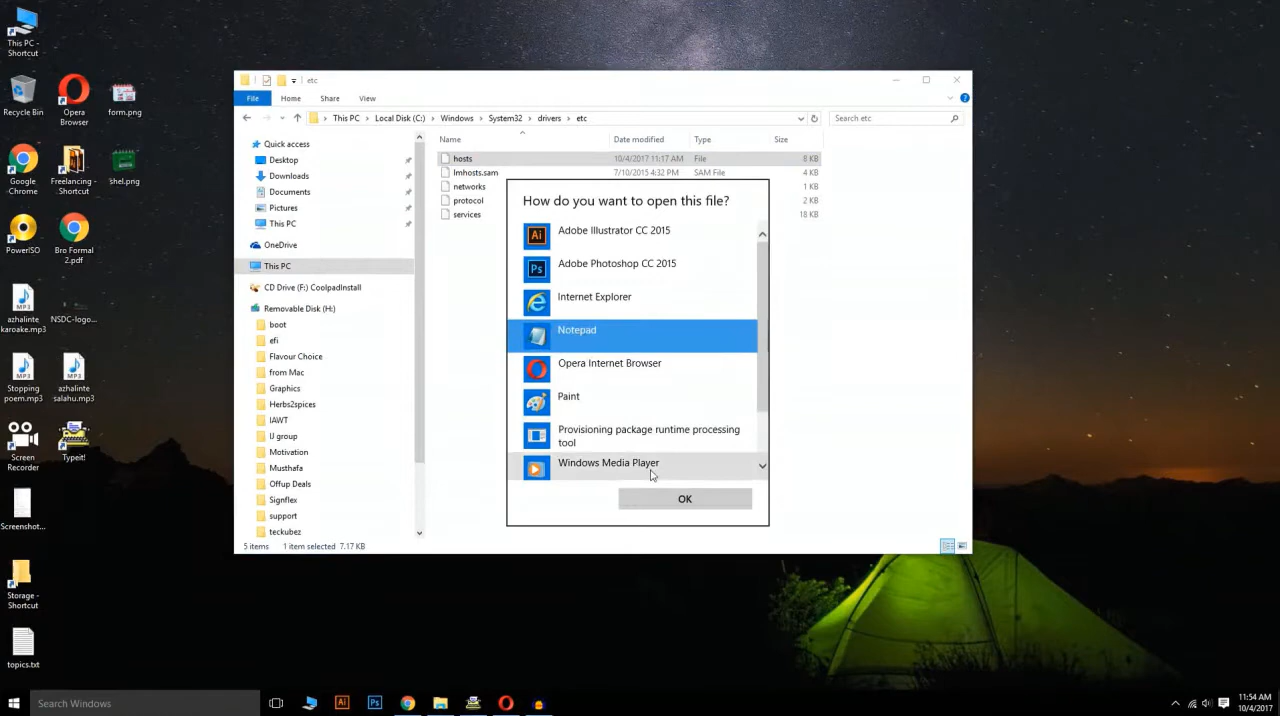 This PC -
Shortcut
Recycle Bin
Opera
Browser
form.png
Google
Chrome
Freelancing -
Shortcut
shel.png
PowerISO
Bro Formal
2.pdf
azhalinte
karoake.mp3
NSDC-logo...
Stopping
poem.mp3
azhalinte
salahu.mp3
Screen
Recorder
Typeit!
Screenshot...
Storage -
Shortcut
topics.txt
etc
File Home Share View
This PC Local Disk (C:) Windows System32 drivers etc
Search etc
Quick access
Desktop
Downloads
Documents
Pictures
This PC
OneDrive
This PC
CD Drive (F:) CoolpadInstall
Removable Disk (H:)
boot
efi
Flavour Choice
from Mac
Graphics
Herbs2spices
IAWT
IJ group
Motivation
Musthafa
Offup Deals
Signflex
support
teckubez
Name Date modified Type Size
hosts 10/4/2017 11:17 AM File 8 KB
lmhosts.sam 7/10/2015 4:32 PM SAM File 4 KB
networks 1 KB
protocol 2 KB
services 18 KB
How do you want to open this file?
Ai Adobe Illustrator CC 2015
Ps Adobe Photoshop CC 2015
Internet Explorer
Notepad
Opera Internet Browser
Paint
Provisioning package runtime processing
tool
Windows Media Player
OK
5 items 1 item selected 7.17 KB
Search Windows
Ai Ps
11:54 AM
10/4/2017